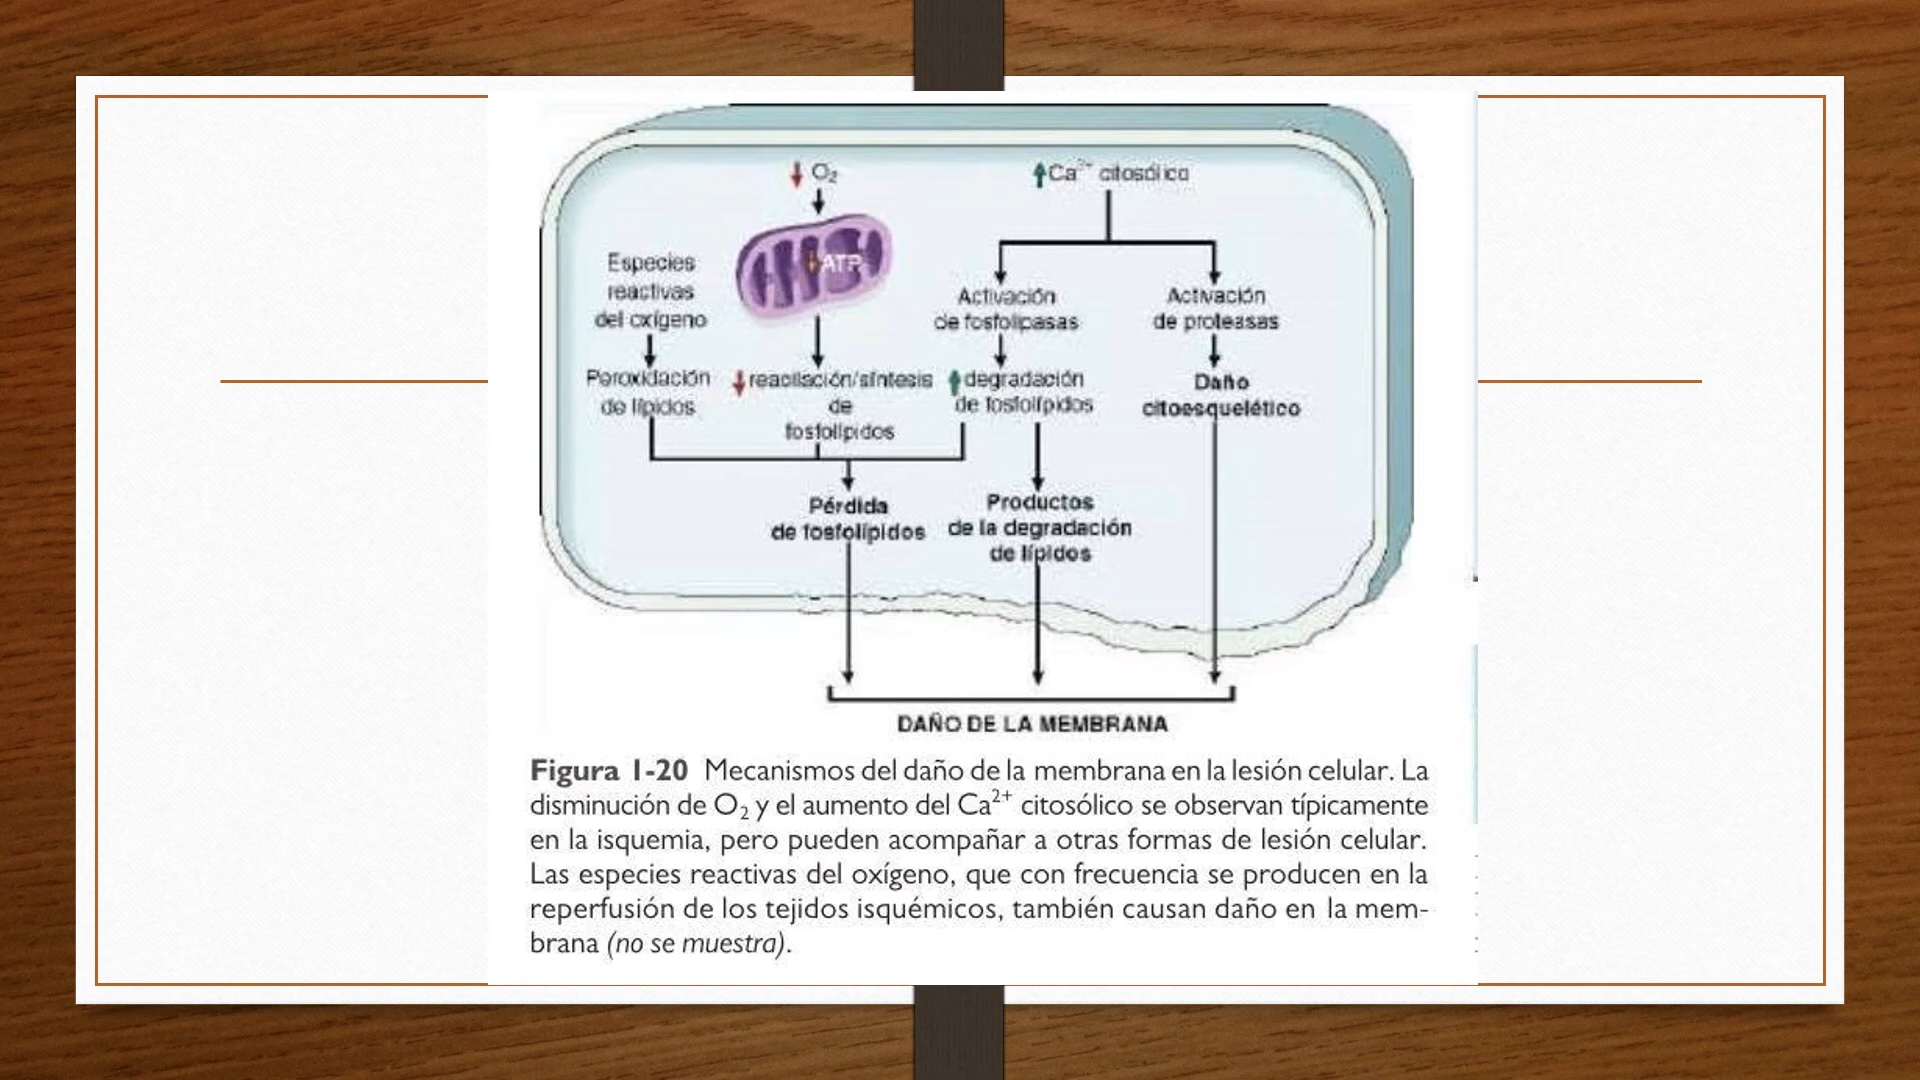 O₂
Ca²⁺ citosólico
ATP
Especies
reactivas
del oxígeno
Activación
de fosfolipasas
Activación
de proteasas
Peroxidación
de lípidos
reacilación/síntesis
de
fosfolípidos
degradación
de fosfolípidos
Daño
citoesquelético
Pérdida
de fosfolípidos
Productos
de la degradación
de lípidos
DAÑO DE LA MEMBRANA
Figura 1-20 Mecanismos del daño de la membrana en la lesión celular. La
disminución de O₂ y el aumento del Ca²⁺ citosólico se observan típicamente
en la isquemia, pero pueden acompañar a otras formas de lesión celular.
Las especies reactivas del oxígeno, que con frecuencia se producen en la
reperfusión de los tejidos isquémicos, también causan daño en la mem-
brana (no se muestra).